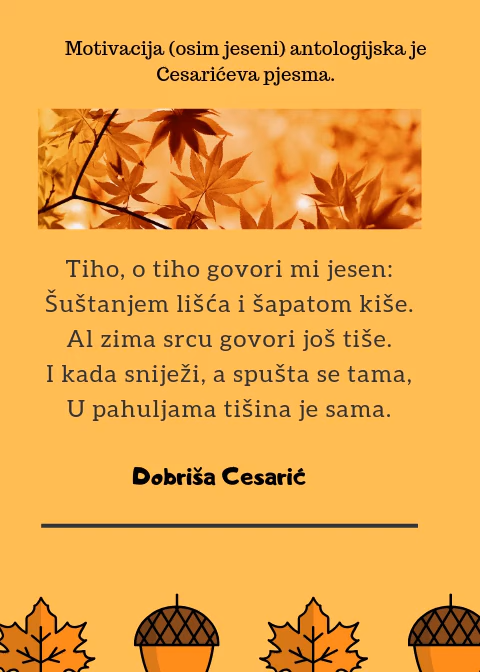 Motivacija (osim jeseni) antologijska je
Cesarićeva pjesma.
Tiho, o tiho govori mi jesen:
Šuštanjem lišća i šapatom kiše.
Al zima srcu govori još tiše.
I kada sniježi, a spušta se tama,
U pahuljama tišina je sama.
Dobriša Cesarić